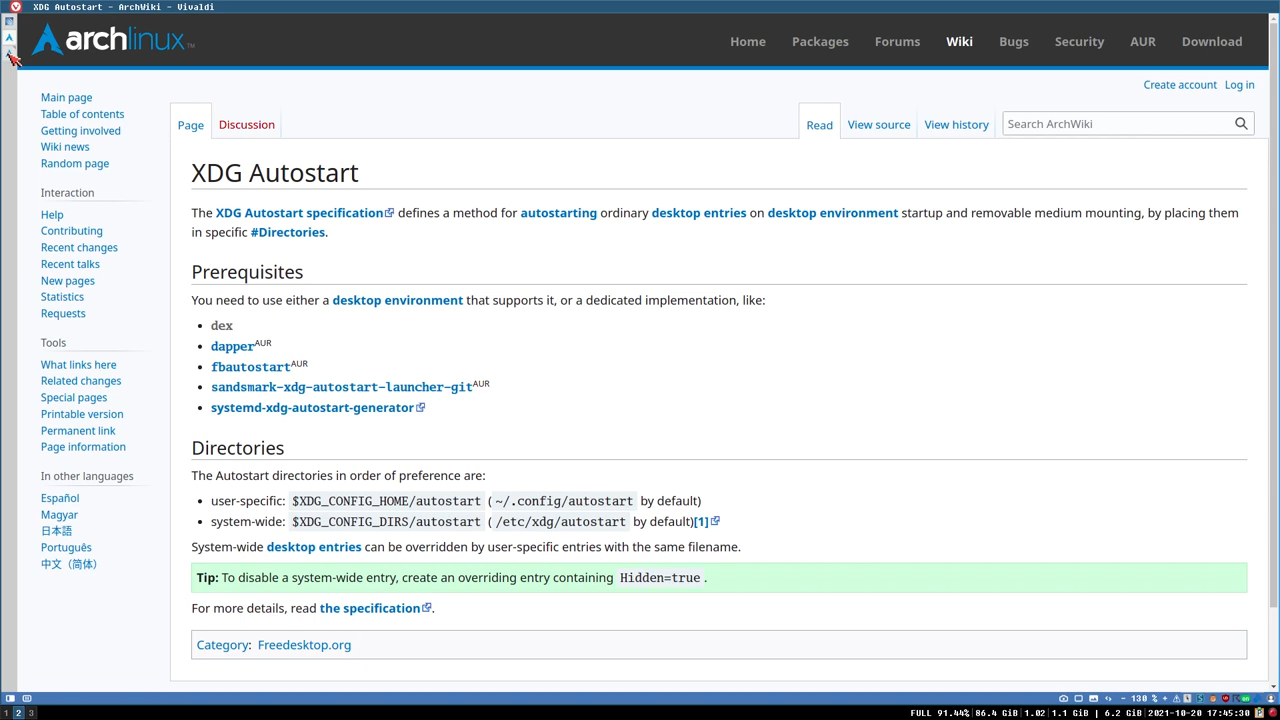 XDG Autostart - ArchWiki - Vivaldi
archlinux™
Home Packages Forums Wiki Bugs Security AUR Download
Create account Log in
Main page
Table of contents
Getting involved
Wiki news
Random page
Interaction
Help
Contributing
Recent changes
Recent talks
New pages
Statistics
Requests
Tools
What links here
Related changes
Special pages
Printable version
Permanent link
Page information
In other languages
Español
Magyar
日本語
Português
中文（简体）
Page Discussion Read View source View history Search ArchWiki
XDG Autostart
The XDG Autostart specification defines a method for autostarting ordinary desktop entries on desktop environment startup and removable medium mounting, by placing them
in specific #Directories.
Prerequisites
You need to use either a desktop environment that supports it, or a dedicated implementation, like:
• dex
• dapperAUR
• fbautostartAUR
• sandsmark-xdg-autostart-launcher-gitAUR
• systemd-xdg-autostart-generator
Directories
The Autostart directories in order of preference are:
• user-specific: $XDG_CONFIG_HOME/autostart ( ~/.config/autostart by default)
• system-wide: $XDG_CONFIG_DIRS/autostart ( /etc/xdg/autostart by default)[1]
System-wide desktop entries can be overridden by user-specific entries with the same filename.
Tip: To disable a system-wide entry, create an overriding entry containing Hidden=true.
For more details, read the specification.
Category: Freedesktop.org
- 130 % +
1 2 3 FULL 91.44%|86.4 GiB|1.02|1.1 GiB | 6.2 GiB|2021-10-20 17:45:30